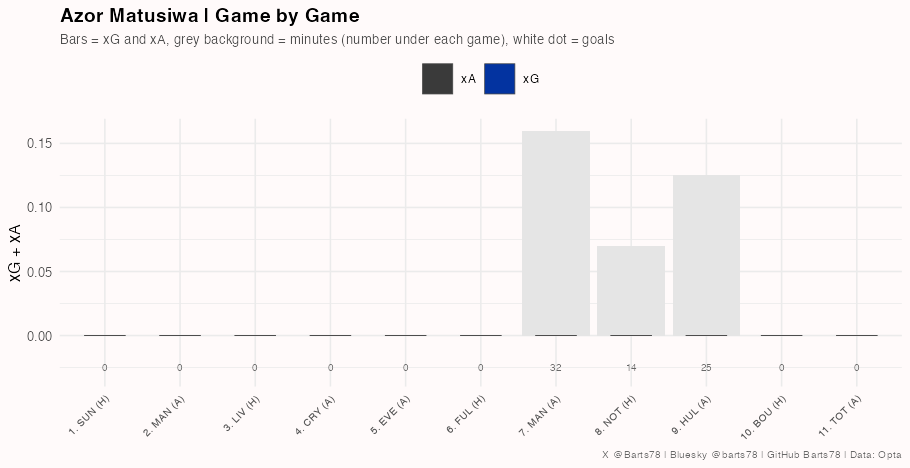 Azor Matusiwa | Game by Game
Bars = xG and xA, grey background = minutes (number under each game), white dot = goals
xA xG
xG + xA
0.15
0.10
0.05
0.00
0 0 0 0 0 0 32 14 25 0 0
1. SUN (H) 2. MAN (A) 3. LIV (H) 4. CRY (A) 5. EVE (A) 6. FUL (H) 7. MAN (A) 8. NOT (H) 9. HUL (A) 10. BOU (H) 11. TOT (A)
X @Barts78 | Bluesky @barts78 | GitHub Barts78 | Data: Opta